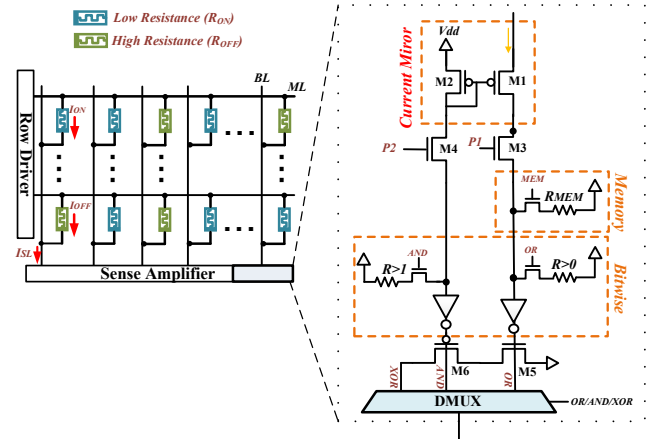 Low Resistance (RON)
High Resistance (ROFF)
BL
ML
Row Driver
ION
IOFF
ISL
Sense Amplifier
Current Miror
Vdd
M2
M1
P2
M4
P1
M3
MEM
RMEM
Memory
AND
R>1
OR
R>0
Bitwise
M6
M5
XOR
AND
OR
DMUX
OR/AND/XOR